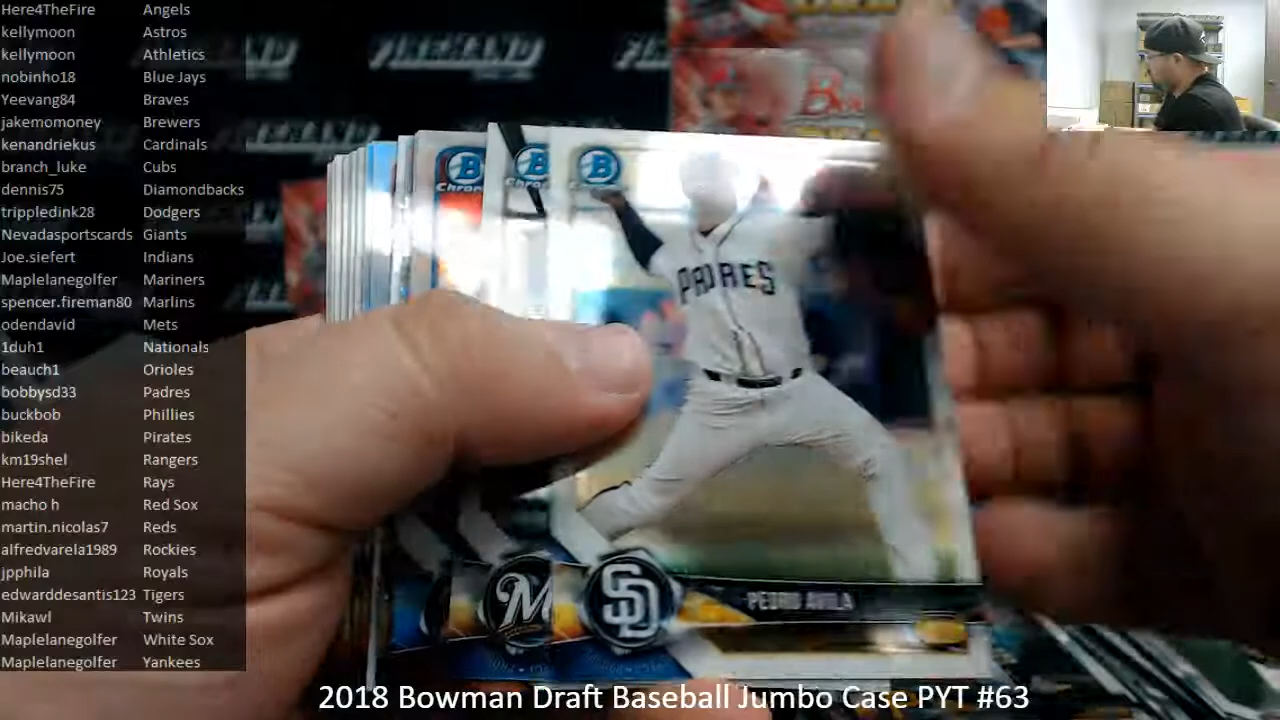 Here4TheFire Angels
kellymoon Astros
kellymoon Athletics
nobinho18 Blue Jays
Yeevang84 Braves
jakemomoney Brewers
kenandriekus Cardinals
branch_luke Cubs
dennis75 Diamondbacks
trippledink28 Dodgers
Nevadasportscards Giants
Joe.siefert Indians
Maplelanegolfer Mariners
spencer.fireman80 Marlins
odendavid Mets
1duh1 Nationals
beauch1 Orioles
bobbysd33 Padres
buckbob Phillies
bikeda Pirates
km19shel Rangers
Here4TheFire Rays
macho h Red Sox
martin.nicolas7 Reds
alfredvarela1989 Rockies
jpphila Royals
edwarddesantis123 Tigers
Mikawl Twins
Maplelanegolfer White Sox
Maplelanegolfer Yankees
FIREHAND
B
Chrome
B
B
PADRES
M
SD
PEDRO AVILA
2018 Bowman Draft Baseball Jumbo Case PYT #63